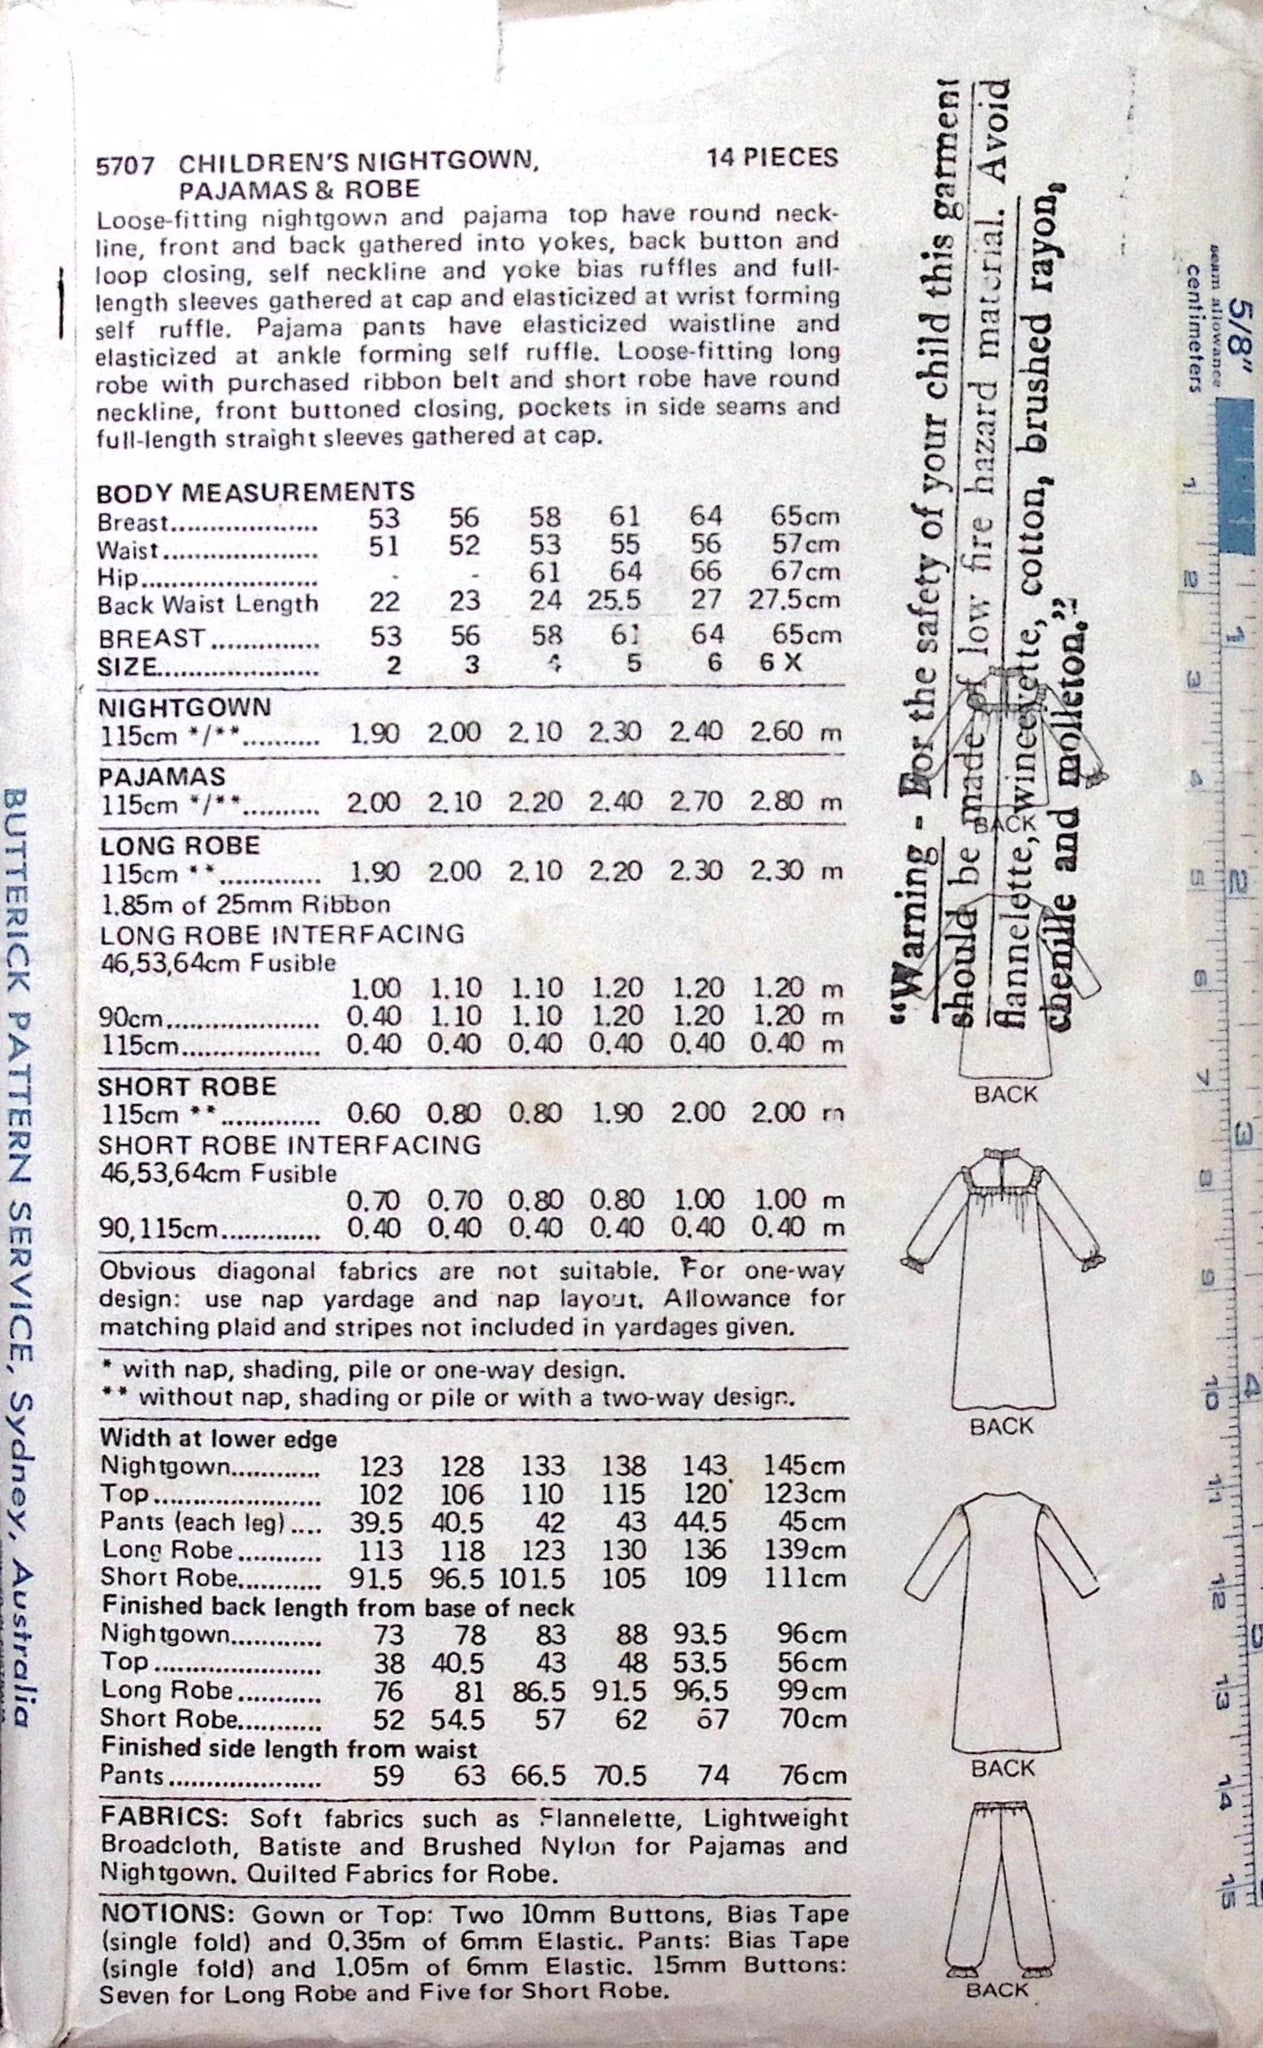 5707 CHILDREN'S NIGHTGOWN, 14 PIECES
PAJAMAS & ROBE
Loose-fitting nightgown and pajama top have round neck-
line, front and back gathered into yokes, back button and
loop closing, self neckline and yoke bias ruffles and full-
length sleeves gathered at cap and elasticized at wrist forming
self ruffle. Pajama pants have elasticized waistline and
elasticized at ankle forming self ruffle. Loose-fitting long
robe with purchased ribbon belt and short robe have round
neckline, front buttoned closing, pockets in side seams and
full-length straight sleeves gathered at cap.
BODY MEASUREMENTS
Breast................... 53 56 58 61 64 65cm
Waist.................... 51 52 53 55 56 57cm
Hip....................... - - 61 64 66 67cm
Back Waist Length 22 23 24 25.5 27 27.5cm
BREAST .............. 53 56 58 61 64 65cm
SIZE..................... 2 3 4 5 6 6 X
NIGHTGOWN
115cm */**.......... 1.90 2.00 2.10 2.30 2.40 2.60 m
PAJAMAS
115cm */**.......... 2.00 2.10 2.20 2.40 2.70 2.80 m
LONG ROBE
115cm **............. 1.90 2.00 2.10 2.20 2.30 2.30 m
1.85m of 25mm Ribbon
LONG ROBE INTERFACING
46,53,64cm Fusible
1.00 1.10 1.10 1.20 1.20 1.20 m
90cm.................... 0.40 1.10 1.10 1.20 1.20 1.20 m
115cm.................. 0.40 0.40 0.40 0.40 0.40 0.40 m
SHORT ROBE
115cm **............. 0.60 0.80 0.80 1.90 2.00 2.00 m
SHORT ROBE INTERFACING
46,53,64cm Fusible
0.70 0.70 0.80 0.80 1.00 1.00 m
90,115cm............. 0.40 0.40 0.40 0.40 0.40 0.40 m
Obvious diagonal fabrics are not suitable. For one-way
design: use nap yardage and nap layout. Allowance for
matching plaid and stripes not included in yardages given.
* with nap, shading, pile or one-way design.
** without nap, shading or pile or with a two-way design.
Width at lower edge
Nightgown............ 123 128 133 138 143 145cm
Top...................... 102 106 110 115 120 123cm
Pants (each leg).... 39.5 40.5 42 43 44.5 45cm
Long Robe........... 113 118 123 130 136 139cm
Short Robe........... 91.5 96.5 101.5 105 109 111cm
Finished back length from base of neck
Nightgown............ 73 78 83 88 93.5 96cm
Top...................... 38 40.5 43 48 53.5 56cm
Long Robe........... 76 81 86.5 91.5 96.5 99cm
Short Robe........... 52 54.5 57 62 67 70cm
Finished side length from waist
Pants.................... 59 63 66.5 70.5 74 76cm
FABRICS: Soft fabrics such as Flannelette, Lightweight
Broadcloth, Batiste and Brushed Nylon for Pajamas and
Nightgown. Quilted Fabrics for Robe.
NOTIONS: Gown or Top: Two 10mm Buttons, Bias Tape
(single fold) and 0.35m of 6mm Elastic. Pants: Bias Tape
(single fold) and 1.05m of 6mm Elastic. 15mm Buttons:
Seven for Long Robe and Five for Short Robe.
"Warning - For the safety of your child this garment
should be made of low fire hazard material. Avoid
flannelette, winceyette, cotton, brushed rayon,
chenille and molleton."
BACK
BACK
BACK
BACK
BACK
BUTTERICK PATTERN SERVICE, Sydney, Australia
5/8"
seam allowance
centimeters
1 2 3 4 5 6 7 8 9 10 11 12 13 14 15
1 2 3 4 5